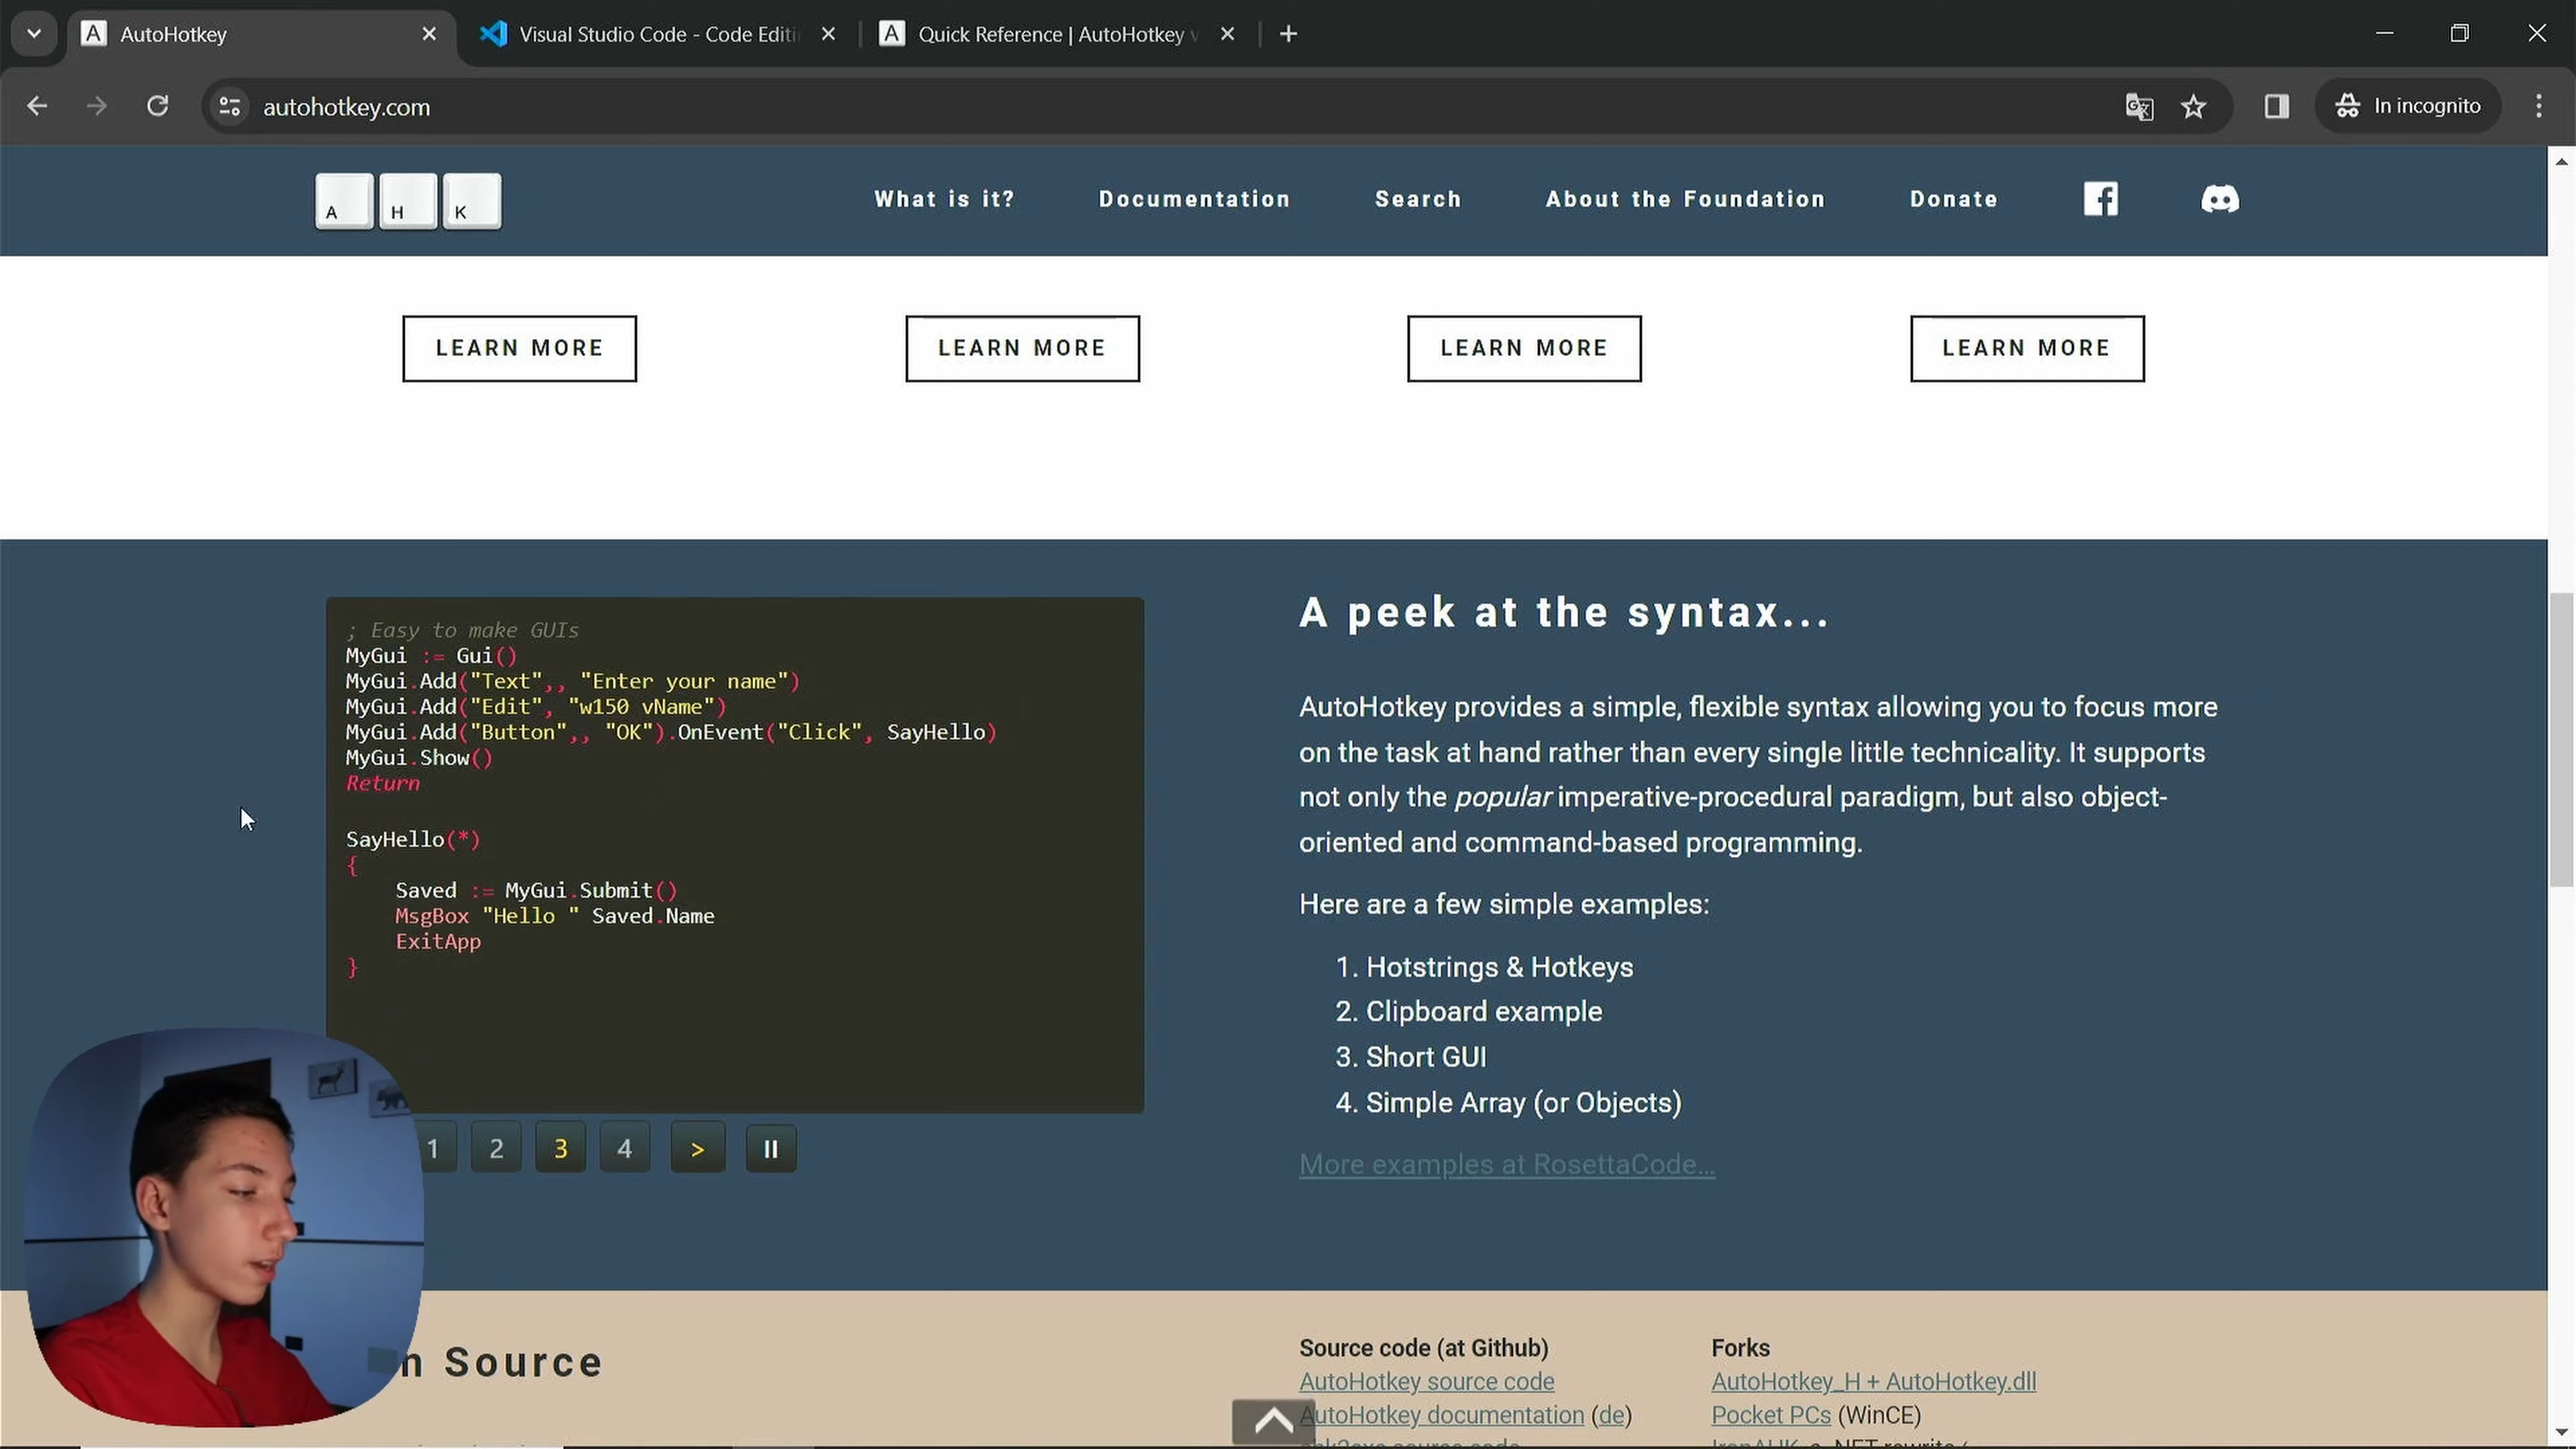 AutoHotkey
Visual Studio Code - Code Editi
Quick Reference | AutoHotkey v
autohotkey.com
In incognito
A H K
What is it?
Documentation
Search
About the Foundation
Donate
LEARN MORE
LEARN MORE
LEARN MORE
LEARN MORE
; Easy to make GUIs
MyGui := Gui()
MyGui.Add("Text",, "Enter your name")
MyGui.Add("Edit", "w150 vName")
MyGui.Add("Button",, "OK").OnEvent("Click", SayHello)
MyGui.Show()
Return
SayHello(*)
{
Saved := MyGui.Submit()
MsgBox "Hello " Saved.Name
ExitApp
}
1 2 3 4 >
A peek at the syntax...
AutoHotkey provides a simple, flexible syntax allowing you to focus more
on the task at hand rather than every single little technicality. It supports
not only the popular imperative-procedural paradigm, but also object-
oriented and command-based programming.
Here are a few simple examples:
1. Hotstrings & Hotkeys
2. Clipboard example
3. Short GUI
4. Simple Array (or Objects)
More examples at RosettaCode...
n Source
Source code (at Github)
AutoHotkey source code
AutoHotkey documentation (de)
Forks
AutoHotkey_H + AutoHotkey.dll
Pocket PCs (WinCE)